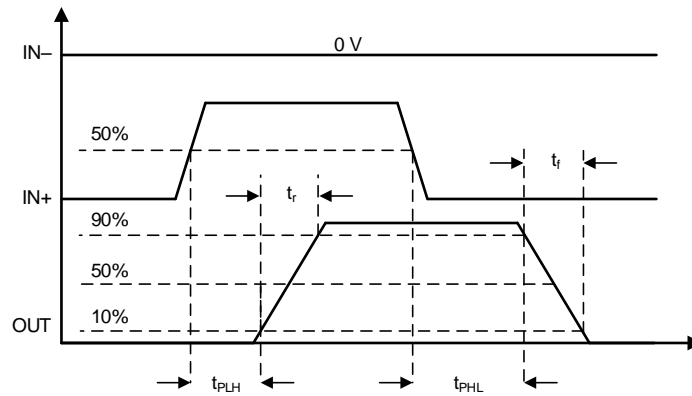 IN–
0 V
50%
t_f
IN+
t_r
90%
50%
10%
OUT
t_PLH
t_PHL